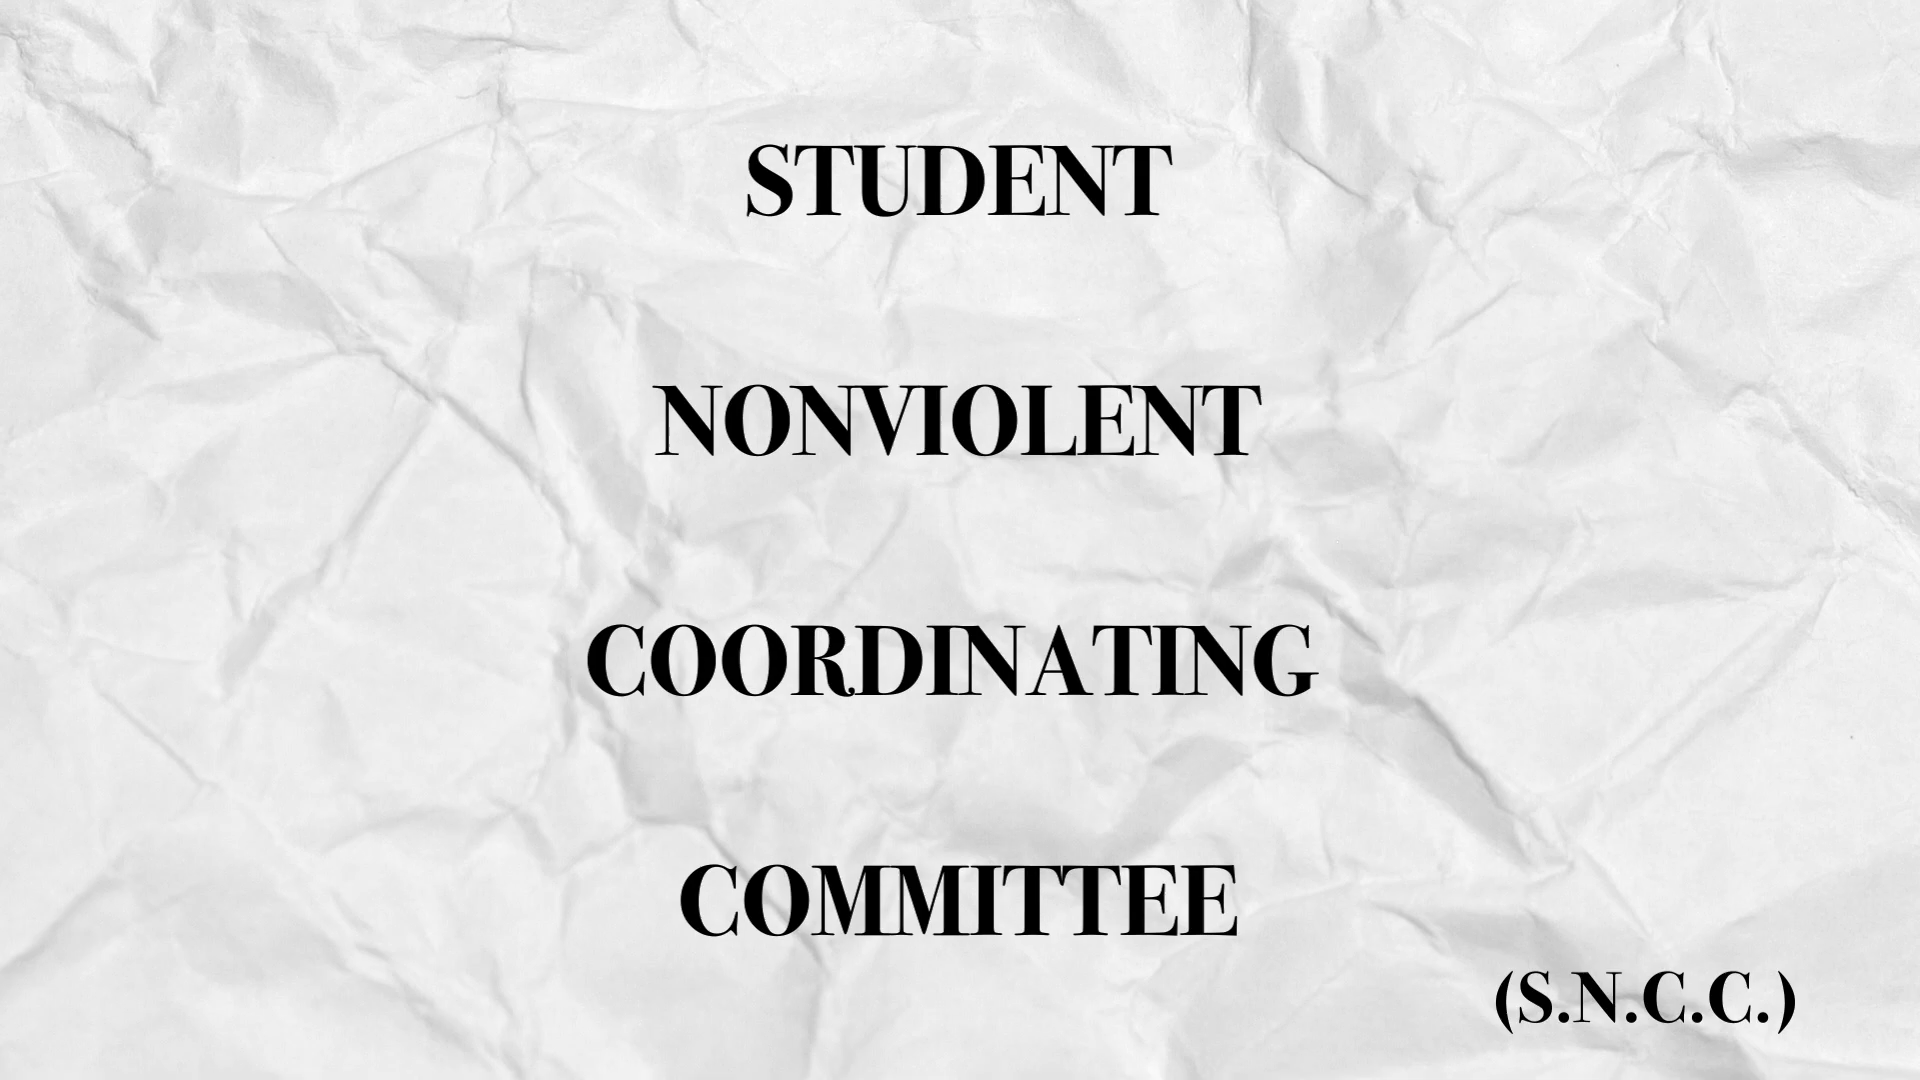 STUDENT
NONVIOLENT
COORDINATING
COMMITTEE
(S.N.C.C.)